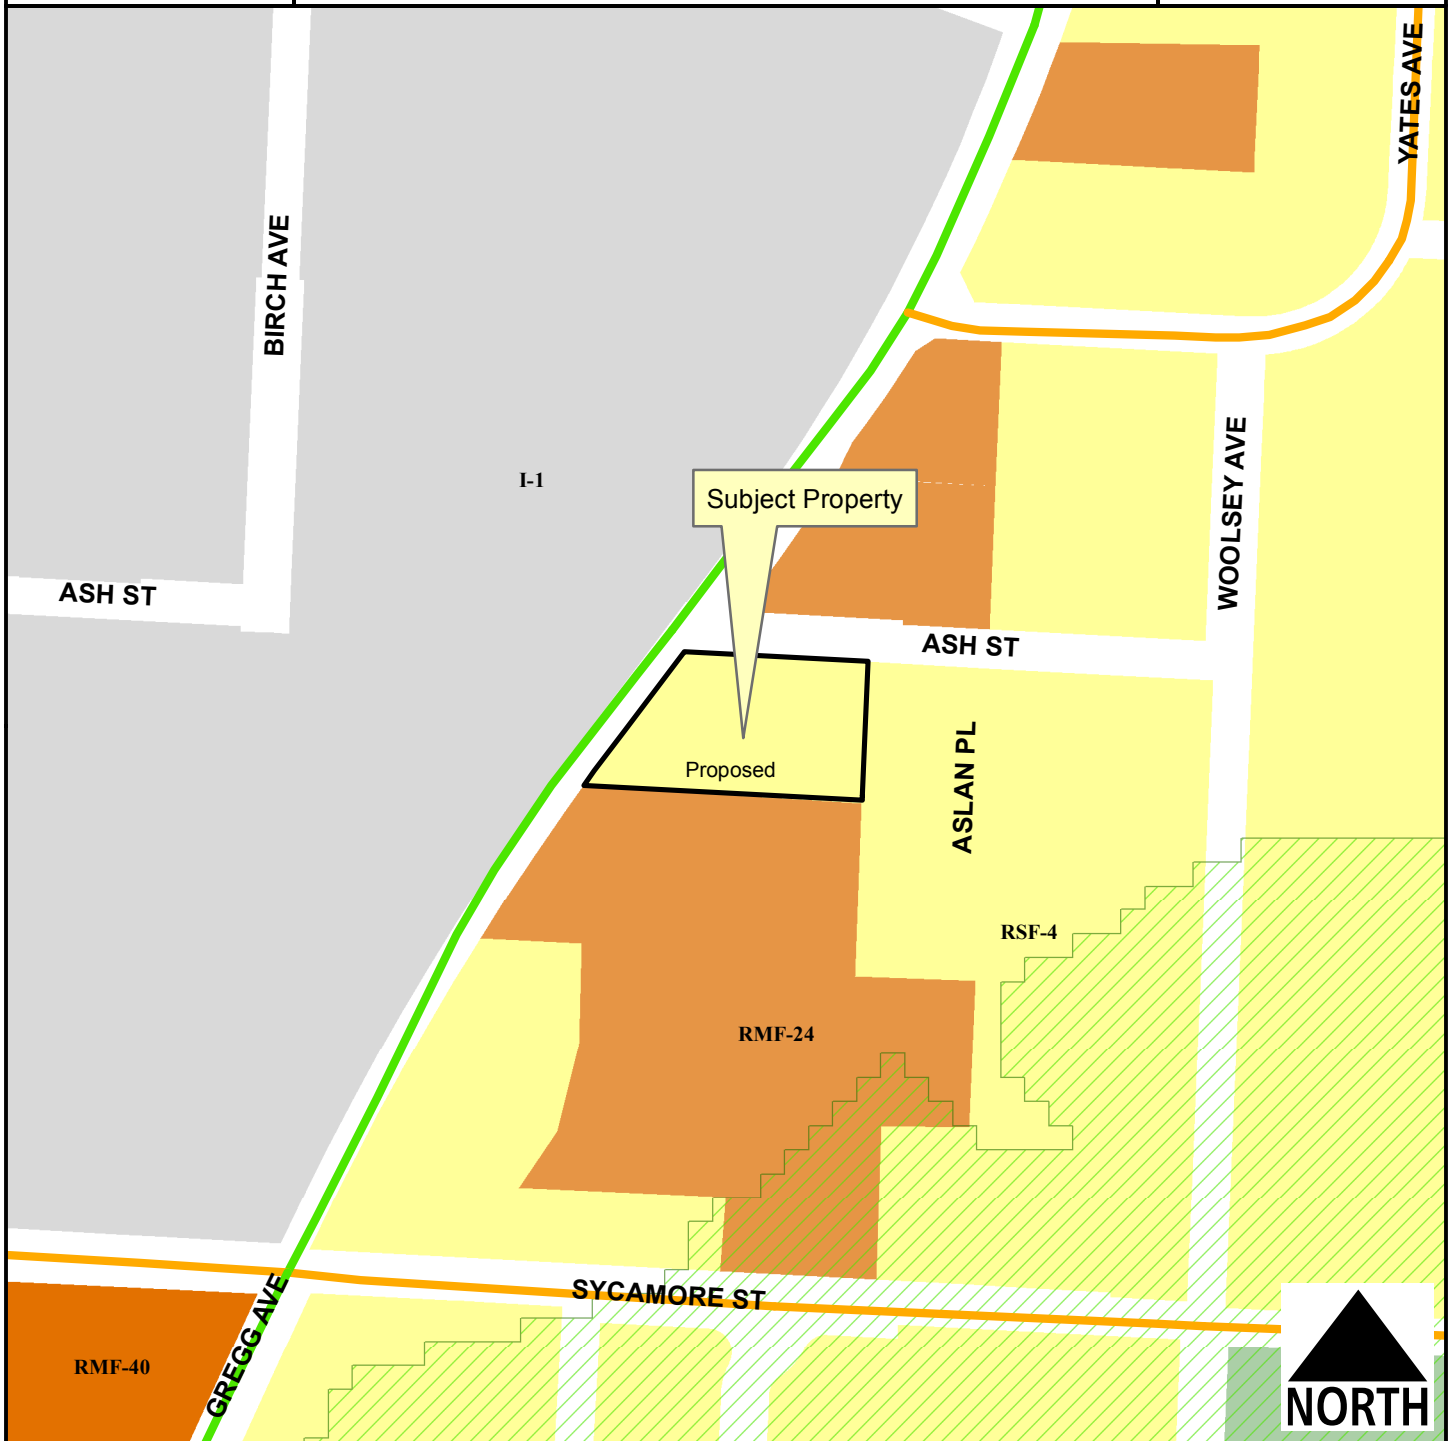 YATES AVE
BIRCH AVE
I-1
Subject Property
WOOLSEY AVE
ASH ST
ASH ST
Proposed
ASLAN PL
RSF-4
RMF-24
SYCAMORE ST
GREGG AVE
RMF-40
NORTH